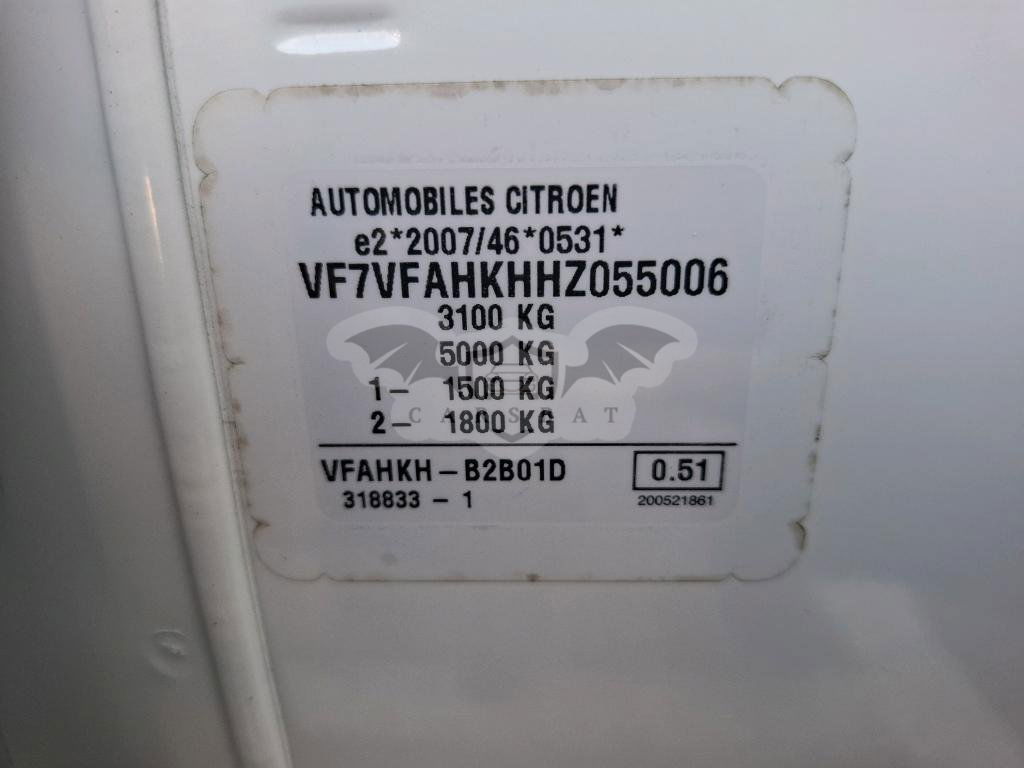 AUTOMOBILES CITROEN
e2*2007/46*0531*
VF7VFAHKHHZ055006
3100 KG
5000 KG
1- 1500 KG
2- 1800 KG
CARSBAT
VFAHKH-B2B01D 0.51
318833 - 1 200521861